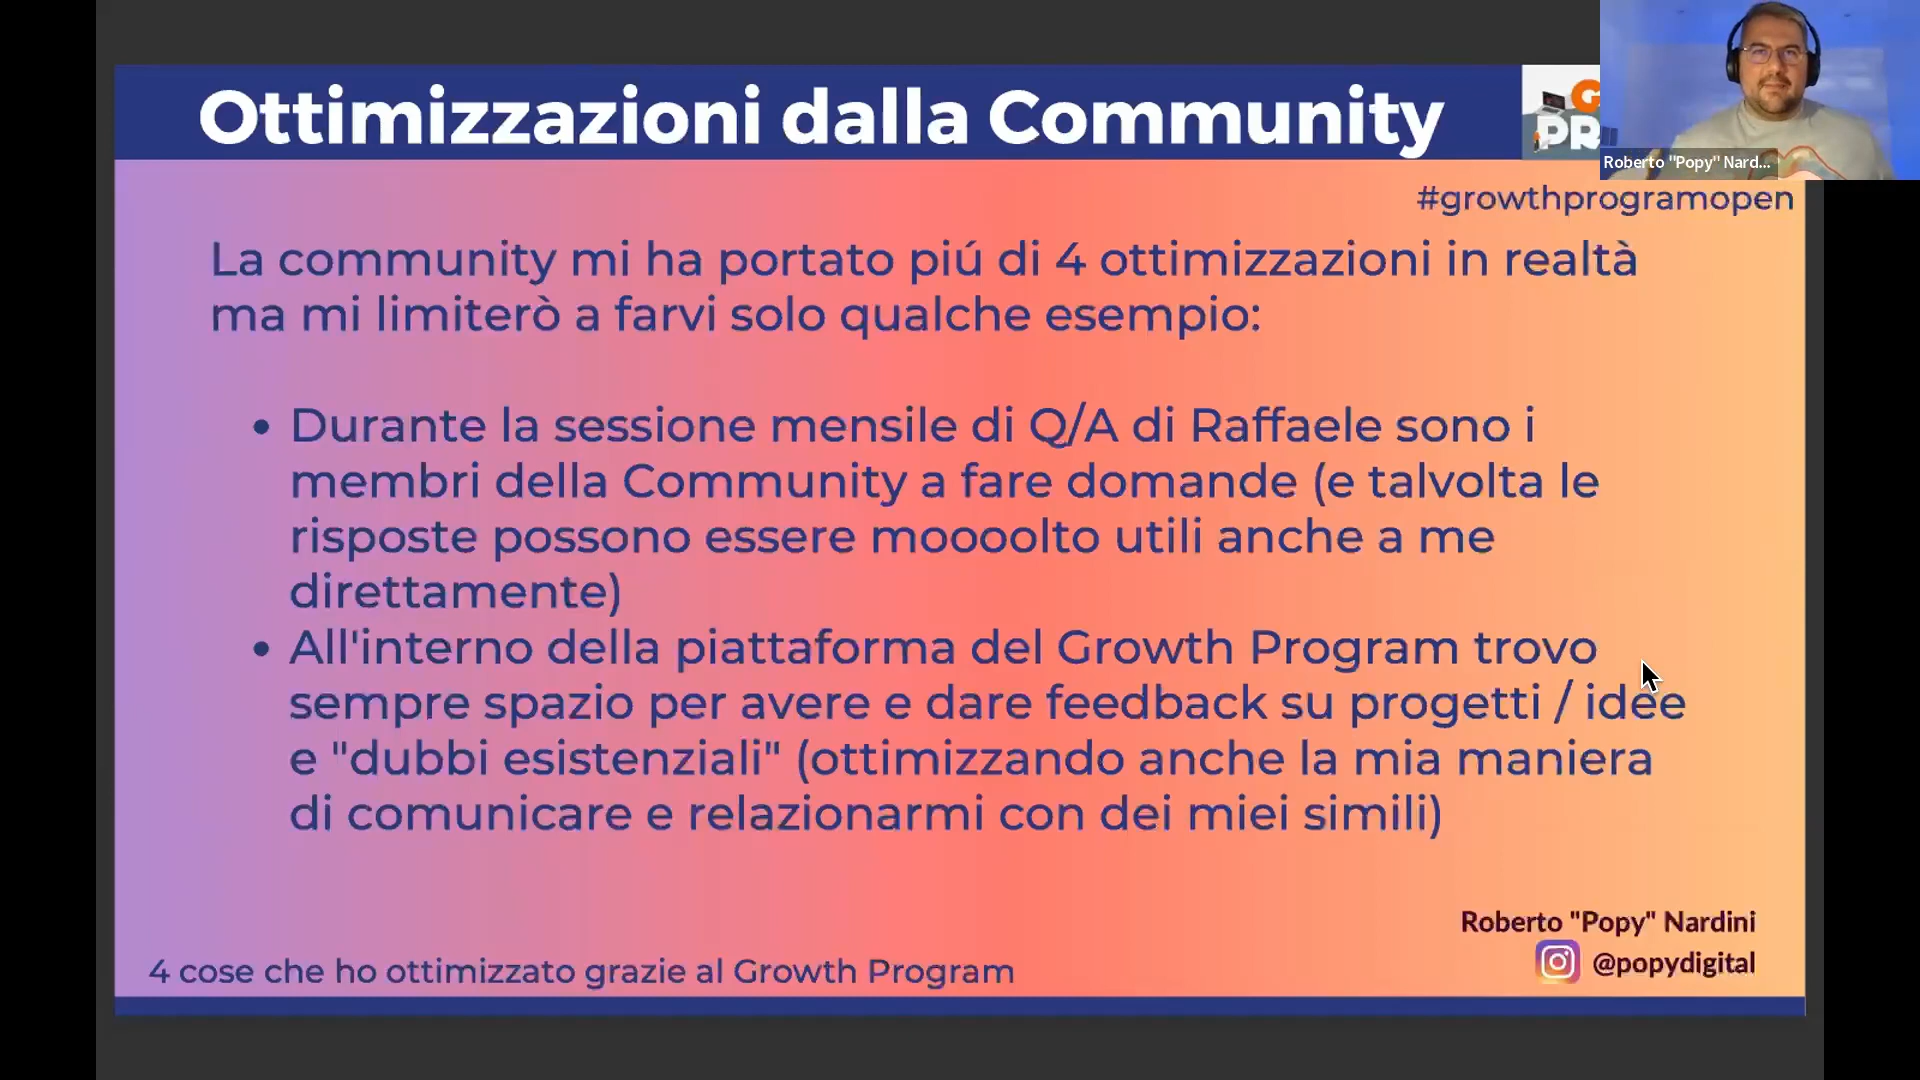 Ottimizzazioni dalla Community
G
PR
Roberto "Popy" Nard...
#growthprogramopen
La community mi ha portato piú di 4 ottimizzazioni in realtà
ma mi limiterò a farvi solo qualche esempio:
• Durante la sessione mensile di Q/A di Raffaele sono i
membri della Community a fare domande (e talvolta le
risposte possono essere moooolto utili anche a me
direttamente)
• All'interno della piattaforma del Growth Program trovo
sempre spazio per avere e dare feedback su progetti / idee
e "dubbi esistenziali" (ottimizzando anche la mia maniera
di comunicare e relazionarmi con dei miei simili)
Roberto "Popy" Nardini
@popydigital
4 cose che ho ottimizzato grazie al Growth Program